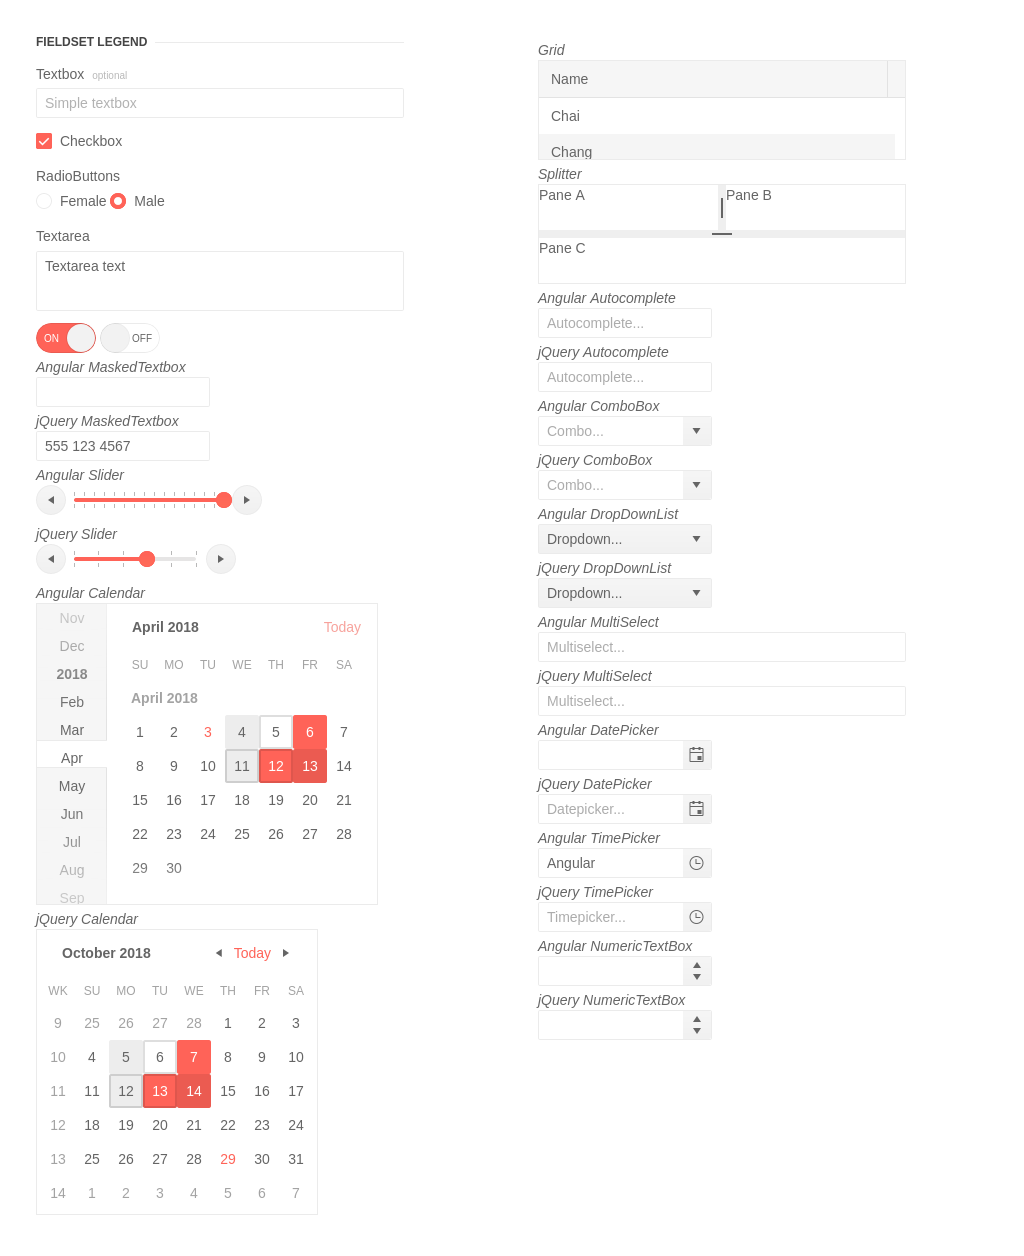 FIELDSET LEGEND
Textbox optional
Simple textbox
Checkbox
RadioButtons
Female Male
Textarea
Textarea text
ON OFF
Angular MaskedTextbox
jQuery MaskedTextbox
555 123 4567
Angular Slider
jQuery Slider
Angular Calendar
Nov
Dec
2018
Feb
Mar
Apr
May
Jun
Jul
Aug
Sep
April 2018 Today
SU MO TU WE TH FR SA
April 2018
1 2 3 4 5 6 7
8 9 10 11 12 13 14
15 16 17 18 19 20 21
22 23 24 25 26 27 28
29 30
jQuery Calendar
October 2018 Today
WK SU MO TU WE TH FR SA
9 25 26 27 28 1 2 3
10 4 5 6 7 8 9 10
11 11 12 13 14 15 16 17
12 18 19 20 21 22 23 24
13 25 26 27 28 29 30 31
14 1 2 3 4 5 6 7
Grid
Name
Chai
Chang
Splitter
Pane A Pane B
Pane C
Angular Autocomplete
Autocomplete...
jQuery Autocomplete
Autocomplete...
Angular ComboBox
Combo...
jQuery ComboBox
Combo...
Angular DropDownList
Dropdown...
jQuery DropDownList
Dropdown...
Angular MultiSelect
Multiselect...
jQuery MultiSelect
Multiselect...
Angular DatePicker
jQuery DatePicker
Datepicker...
Angular TimePicker
Angular
jQuery TimePicker
Timepicker...
Angular NumericTextBox
jQuery NumericTextBox